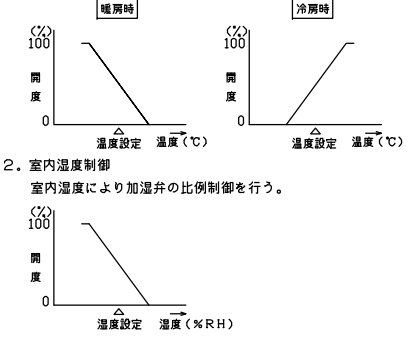 暖房時 冷房時
(%) (%)
100 100
開 開
度 度
0 0
温度設定 温度(℃) 温度設定 温度(℃)
2．室内湿度制御
室内湿度により加湿弁の比例制御を行う。
(%)
100
開
度
0
湿度設定 湿度(%RH)